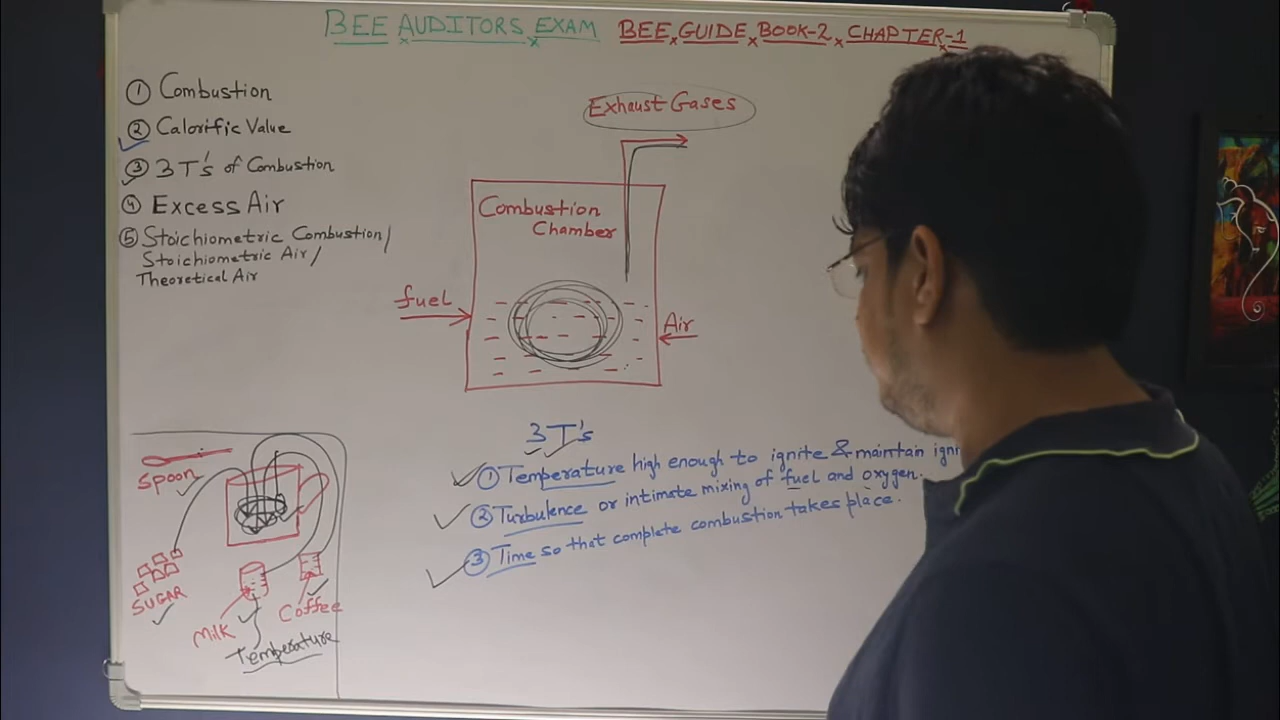 BEE AUDITORS EXAM BEE GUIDE BOOK-2 CHAPTER-1
① Combustion
② Calorific Value
③ 3 T's of Combustion
④ Excess Air
⑤ Stoichiometric Combustion/
Stoichiometric Air/
Theoretical Air
Exhaust Gases
Combustion
Chamber
fuel
Air
3 T's
① Temperature high enough to ignite & maintain
② Turbulence or intimate mixing of fuel and oxygen.
③ Time so that complete combustion takes place.
Spoon
SUGAR
Milk
Coffee
Temperature